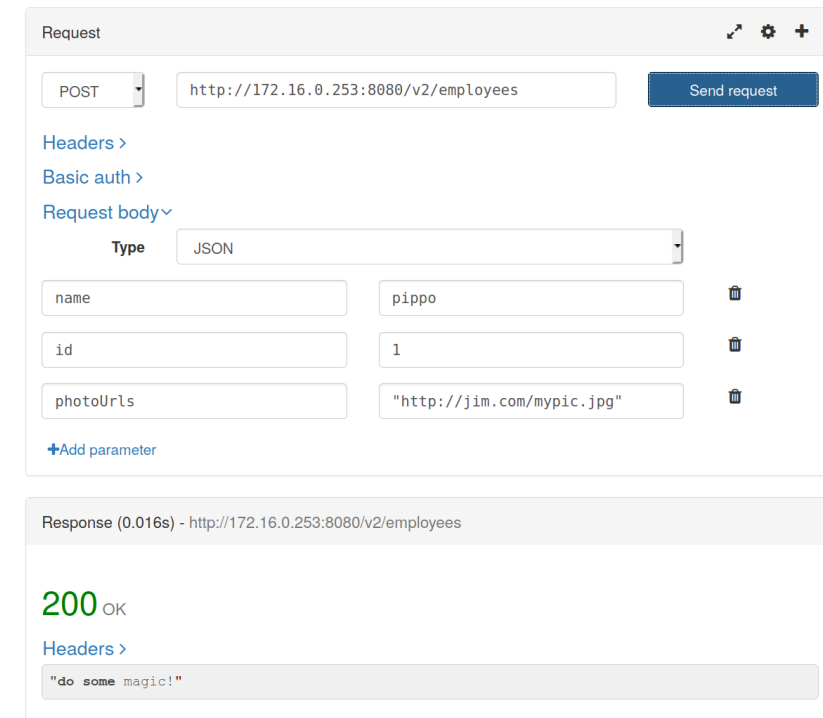 Request
POST http://172.16.0.253:8080/v2/employees Send request
Headers
Basic auth
Request body
Type JSON
name pippo
id 1
photoUrls "http://jim.com/mypic.jpg"
Add parameter
Response (0.016s) - http://172.16.0.253:8080/v2/employees
200 OK
Headers
"do some magic!"